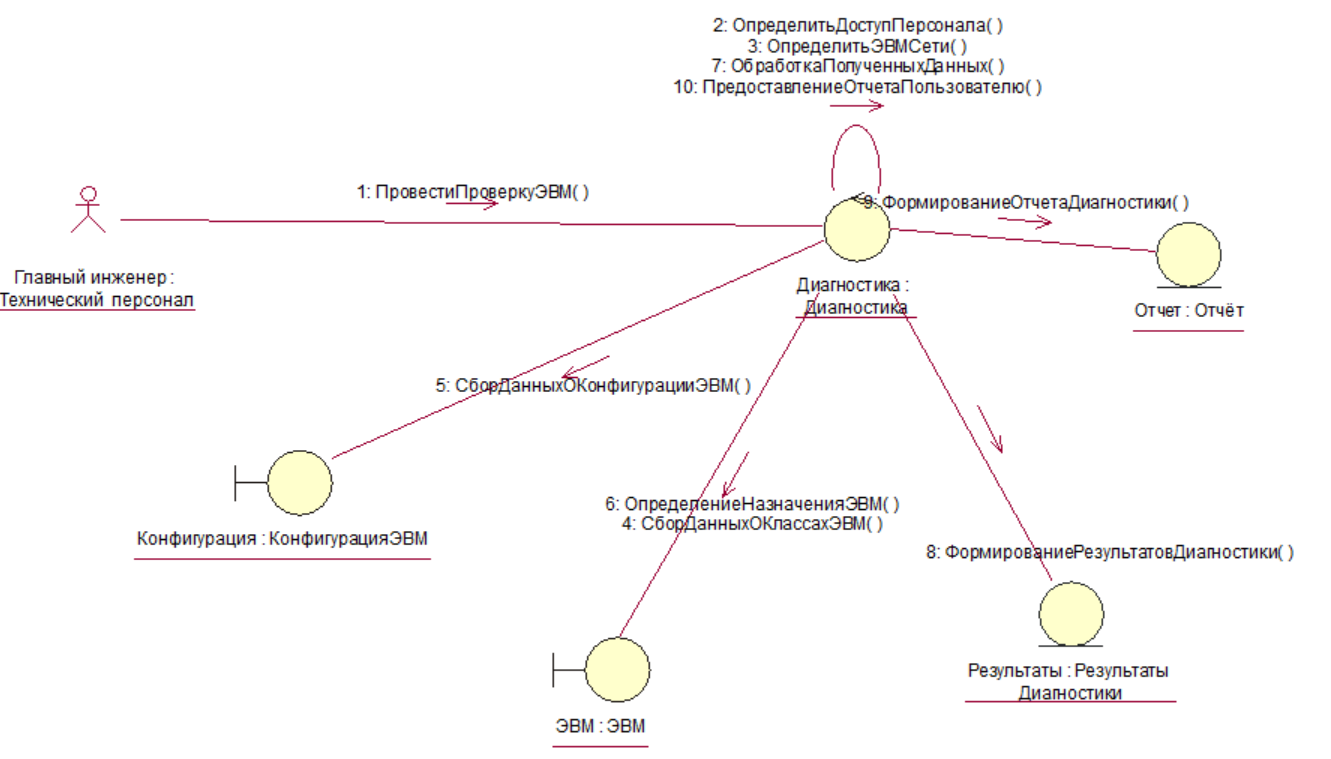 2: ОпределитьДоступПерсонала( )
3: ОпределитьЭВМСети( )
7: ОбработкаПолученныхДанных( )
10: ПредоставлениеОтчетаПользователю( )
1: ПровестиПроверкуЭВМ( )
9: ФормированиеОтчетаДиагностики( )
Главный инженер :
Технический персонал
Диагностика :
Диагностика
Отчет : Отчёт
5: СборДанныхОКонфигурацииЭВМ( )
6: ОпределениеНазначенияЭВМ( )
4: СборДанныхОКлассахЭВМ( )
Конфигурация : КонфигурацияЭВМ
8: ФормированиеРезультатовДиагностики( )
Результаты : Результаты
Диагностики
ЭВМ : ЭВМ